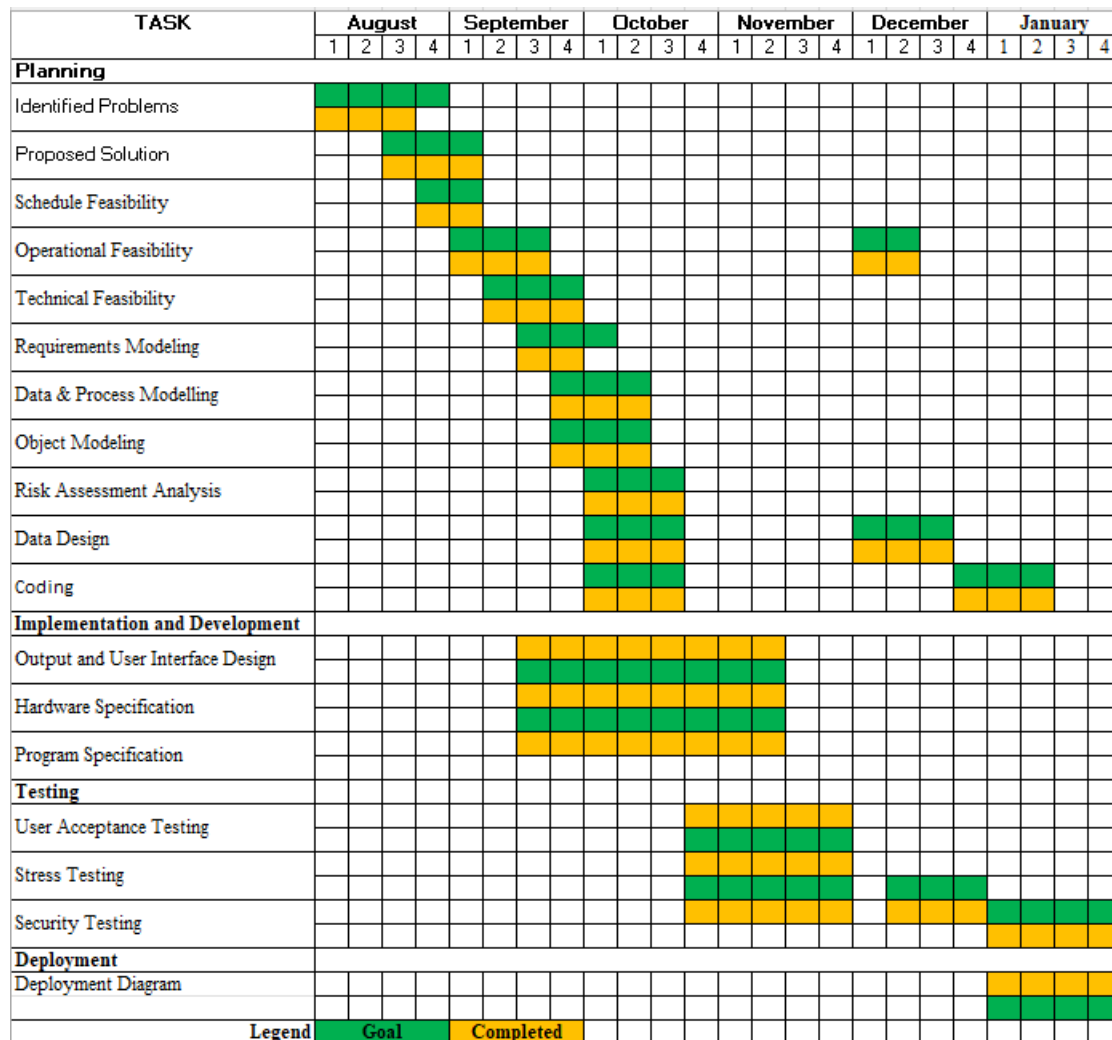 TASK August September October November December January
1 2 3 4 1 2 3 4 1 2 3 4 1 2 3 4 1 2 3 4 1 2 3 4
Planning
Identified Problems
Proposed Solution
Schedule Feasibility
Operational Feasibility
Technical Feasibility
Requirements Modeling
Data & Process Modelling
Object Modeling
Risk Assessment Analysis
Data Design
Coding
Implementation and Development
Output and User Interface Design
Hardware Specification
Program Specification
Testing
User Acceptance Testing
Stress Testing
Security Testing
Deployment
Deployment Diagram
Legend Goal Completed